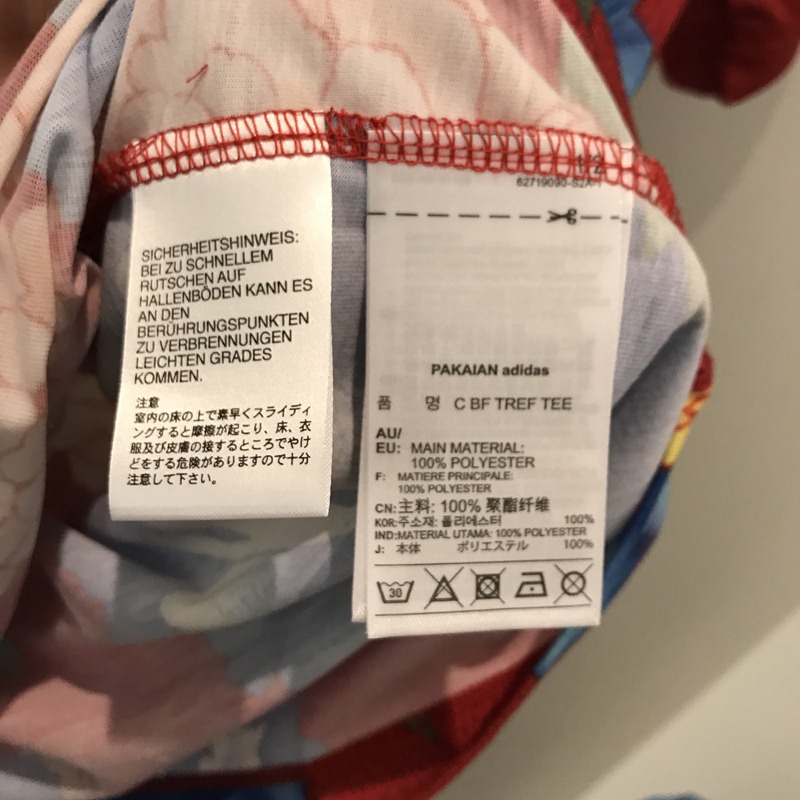 SICHERHEITSHINWEIS:
BEI ZU SCHNELLEM
RUTSCHEN AUF
HALLENBÖDEN KANN ES
AN DEN
BERÜHRUNGSPUNKTEN
ZU VERBRENNUNGEN
LEICHTEN GRADES
KOMMEN.
注意
室内の床の上で素早くスライディ
ングすると摩擦が起こり、床、衣
服及び皮膚の接するところでやけ
どをする危険がありますので十分
注意して下さい。
62719090-S2A-1
PAKAIAN adidas
품 명 C BF TREF TEE
AU/
EU: MAIN MATERIAL:
100% POLYESTER
F: MATIERE PRINCIPALE:
100% POLYESTER
CN:主料: 100% 聚酯纤维
KOR:주소재: 폴리에스터 100%
IND:MATERIAL UTAMA: 100% POLYESTER
J: 本体 ポリエステル 100%
30